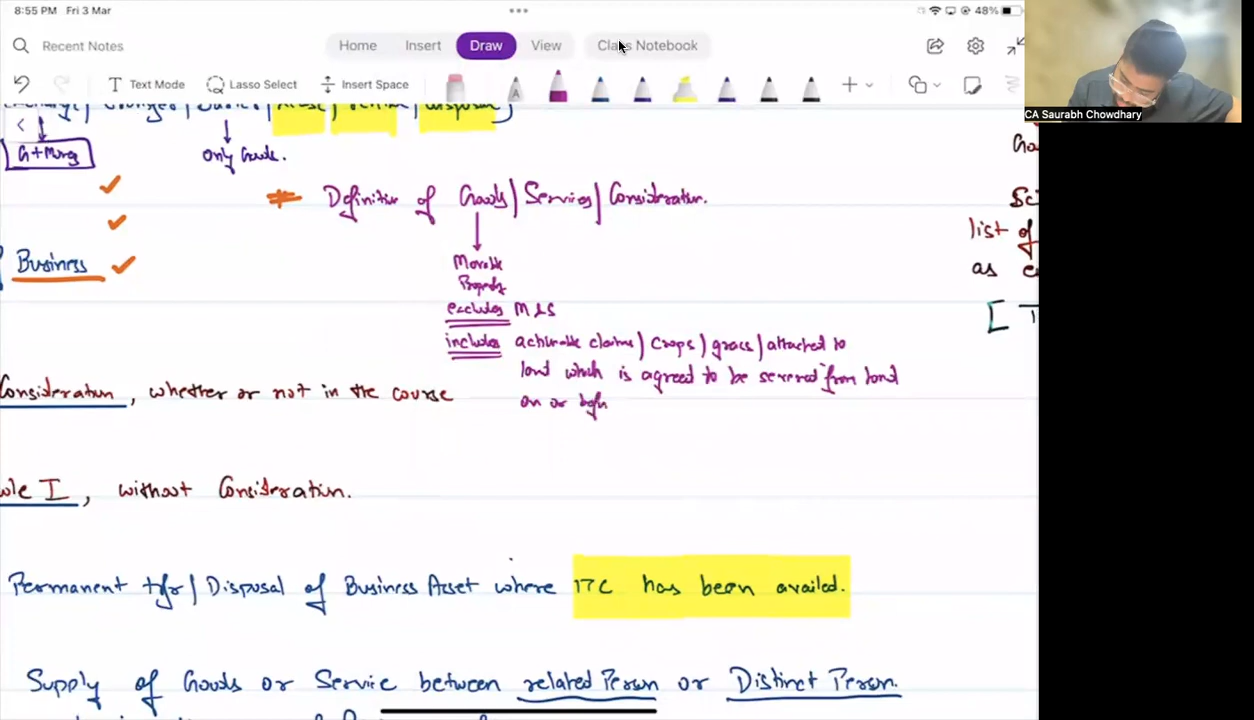 8:55 PM Fri 3 Mar
48%
Recent Notes
Home Insert Draw View Class Notebook
Text Mode Lasso Select Insert Space
CA Saurabh Chowdhary
G+Money
Only Goods.
Definition of Goods / Services / Consideration.
Movable
Property
excludes M & S
includes actionable claims / crops / grass / attached to
land which is agreed to be severed from land
on or befo
Business
list of
as
[ T
Consideration, whether or not in the course
ule I, without Consideration.
Permanent tfr / Disposal of Business Asset where ITC has been availed.
Supply of Goods or Service between related Person or Distinct Person.